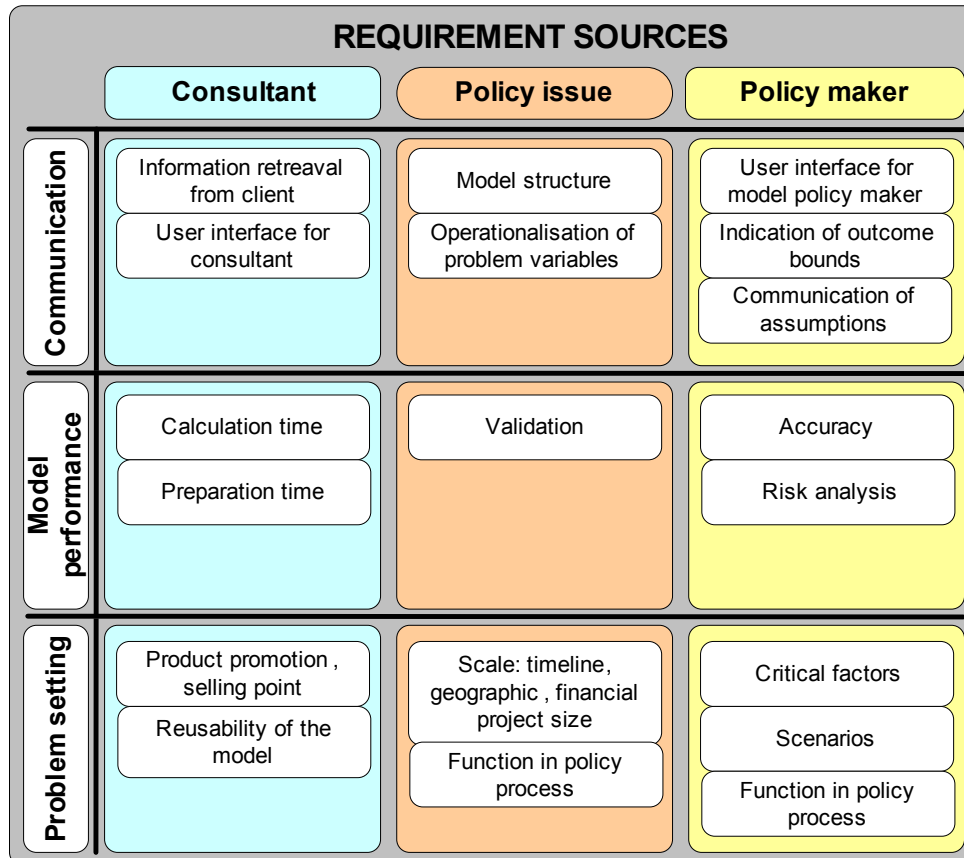 REQUIREMENT SOURCES
Consultant
Policy issue
Policy maker
Communication
Information retreaval
from client
User interface for
consultant
Model structure
Operationalisation of
problem variables
User interface for
model policy maker
Indication of outcome
bounds
Communication of
assumptions
Model
performance
Calculation time
Preparation time
Validation
Accuracy
Risk analysis
Problem setting
Product promotion ,
selling point
Reusability of the
model
Scale: timeline,
geographic , financial
project size
Function in policy
process
Critical factors
Scenarios
Function in policy
process